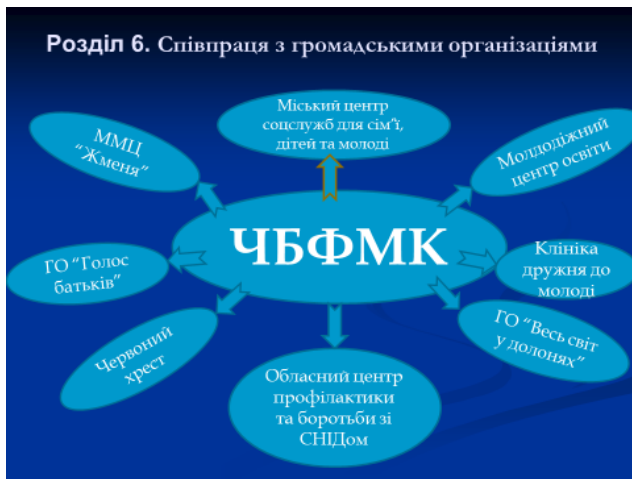 Розділ 6. Співпраця з громадськими організаціями
Міський центр
соцслужб для сім’ї,
дітей та молоді
ММЦ
“Жменя”
Молдодіжний
центр освіти
ЧБФМК
ГО “Голос
батьків”
Клініка
дружня до
молоді
Червоний
хрест
ГО “Весь світ
у долонях”
Обласний центр
профілактики
та боротьби зі
СНІДом